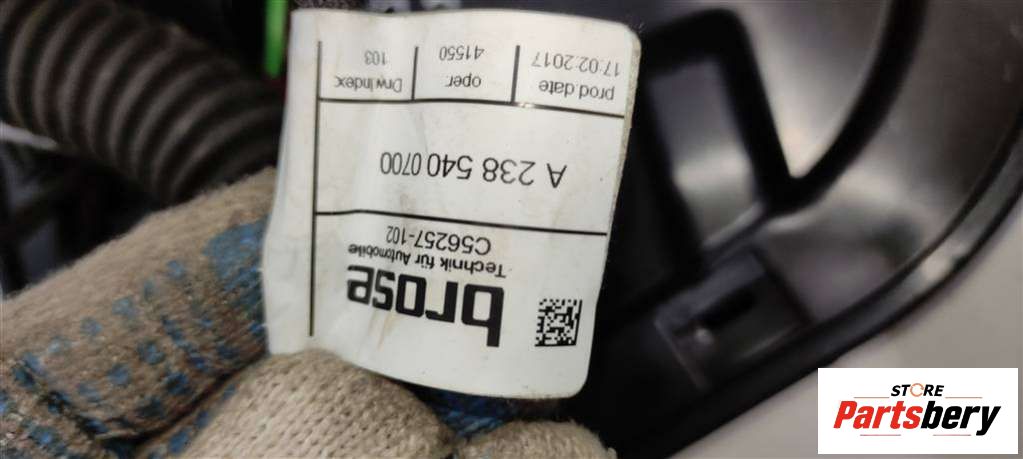 brose
Technik für Automobile
C56257-102
A 238 540 0700
prod.date oper. Drw.Index:
17.02.2017 41550 103
STORE
Partsbery